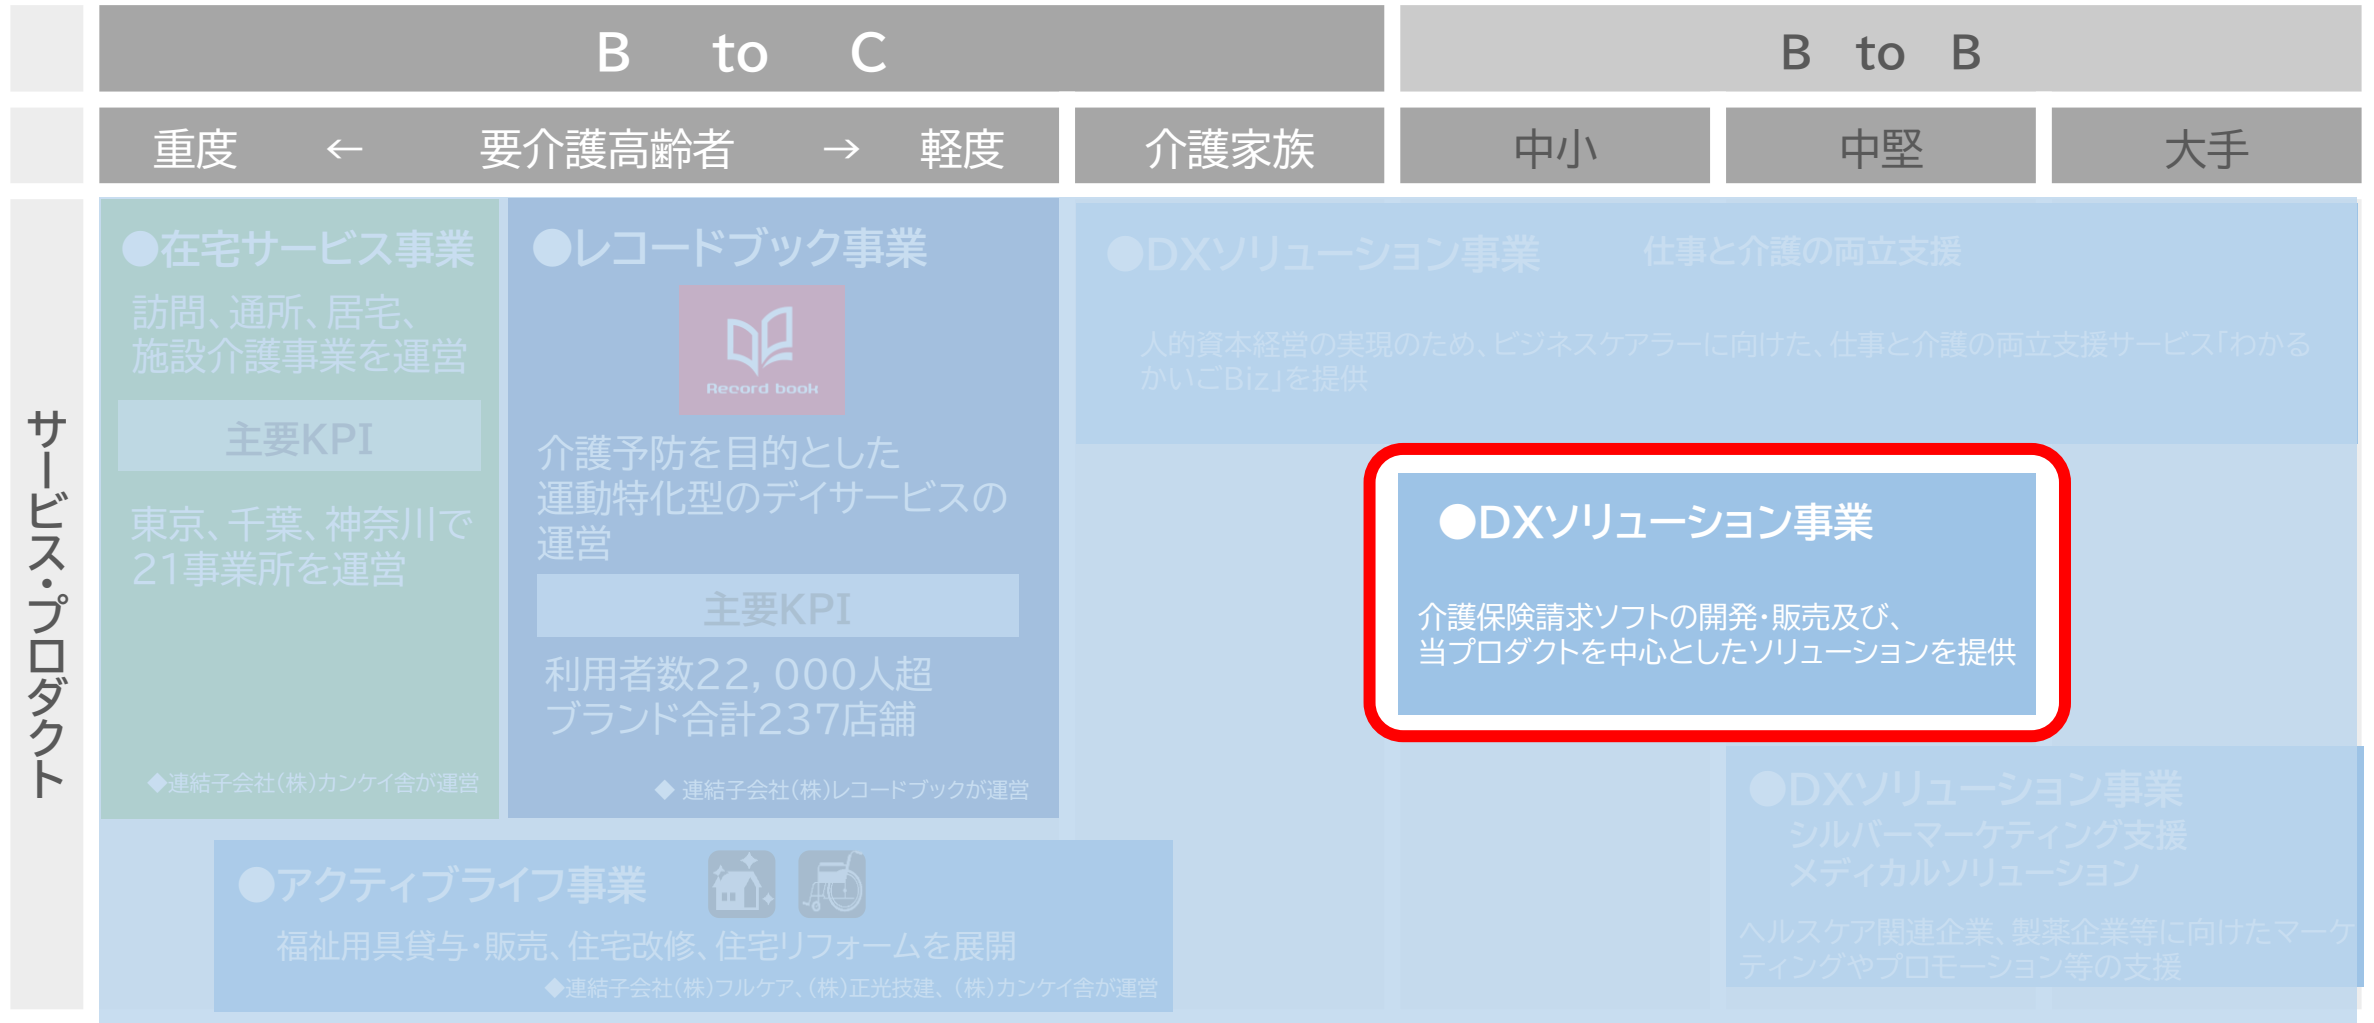 B to C
B to B
重度 ← 要介護高齢者 → 軽度
介護家族
中小
中堅
大手
サービス・プロダクト
●在宅サービス事業
訪問、通所、居宅、
施設介護事業を運営
主要KPI
東京、千葉、神奈川で
21事業所を運営
◆連結子会社(株)カンケイ舎が運営
●レコードブック事業
Record book
介護予防を目的とした
運動特化型のデイサービスの
運営
主要KPI
利用者数22,000人超
ブランド合計237店舗
◆ 連結子会社(株)レコードブックが運営
●DXソリューション事業 仕事と介護の両立支援
人的資本経営の実現のため、ビジネスケアラーに向けた、仕事と介護の両立支援サービス「わかる
かいごBiz」を提供
●DXソリューション事業
介護保険請求ソフトの開発・販売及び、
当プロダクトを中心としたソリューションを提供
●DXソリューション事業
シルバーマーケティング支援
メディカルソリューション
ヘルスケア関連企業、製薬企業等に向けたマーケ
ティングやプロモーション等の支援
●アクティブライフ事業
福祉用具貸与・販売、住宅改修、住宅リフォームを展開
◆連結子会社(株)フルケア、(株)正光技建、(株)カンケイ舎が運営